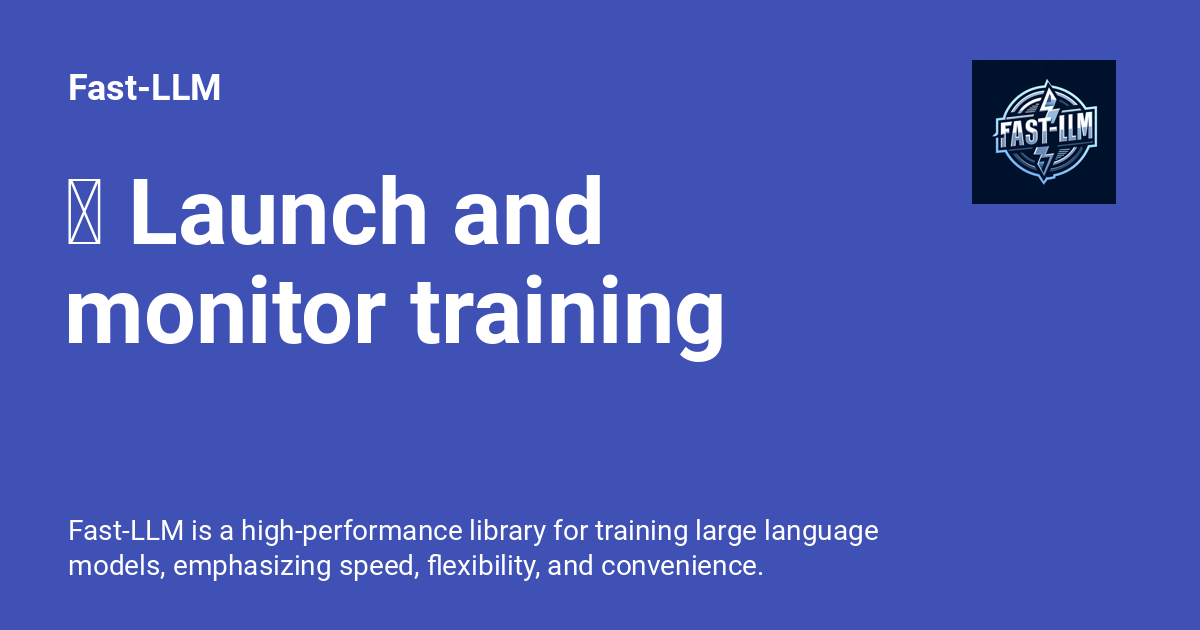 Fast-LLM
FAST-LLM
Launch and
monitor training
Fast-LLM is a high-performance library for training large language
models, emphasizing speed, flexibility, and convenience.